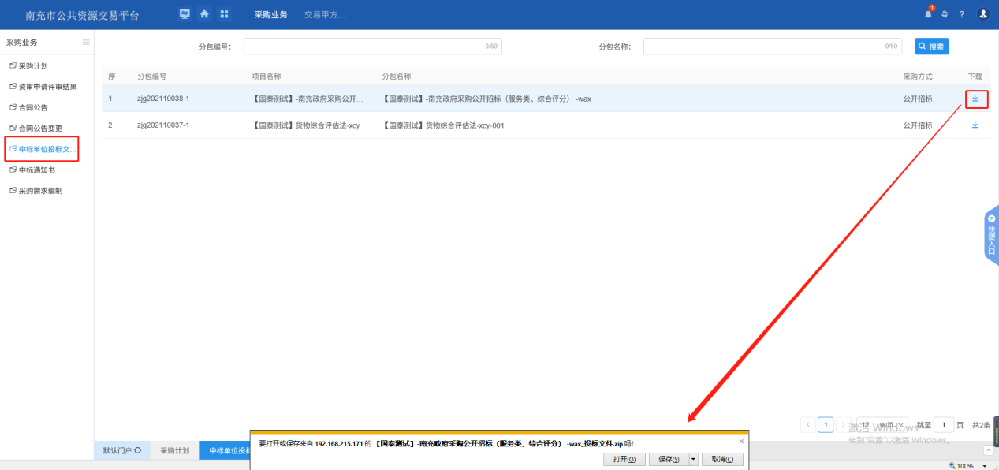 南充市公共资源交易平台
采购业务
交易甲方...
1
?
采购业务
采购计划
资审申请评审结果
合同公告
合同公告变更
中标单位投标文...
中标通知书
采购需求编制
分包编号：
0/50
分包名称：
0/50
搜索
序
分包编号
项目名称
分包名称
采购方式
下载
1
zjg202110038-1
【国泰测试】-南充政府采购公开...
【国泰测试】-南充政府采购公开招标（服务类、综合评分） -wax
公开招标
2
zjg202110037-1
【国泰测试】货物综合评估法-xcy
【国泰测试】货物综合评估法-xcy-001
公开招标
快捷入口
1
12
条/页
跳至
1
页
共2条
激活 Windows
转到"设置"以激活 Windows。
默认门户
采购计划
中标单位投标
要打开或保存来自 192.168.215.171 的 【国泰测试】-南充政府采购公开招标（服务类、综合评分） -wax_投标文件.zip 吗?
×
打开(O)
保存(S)
取消(C)
100%